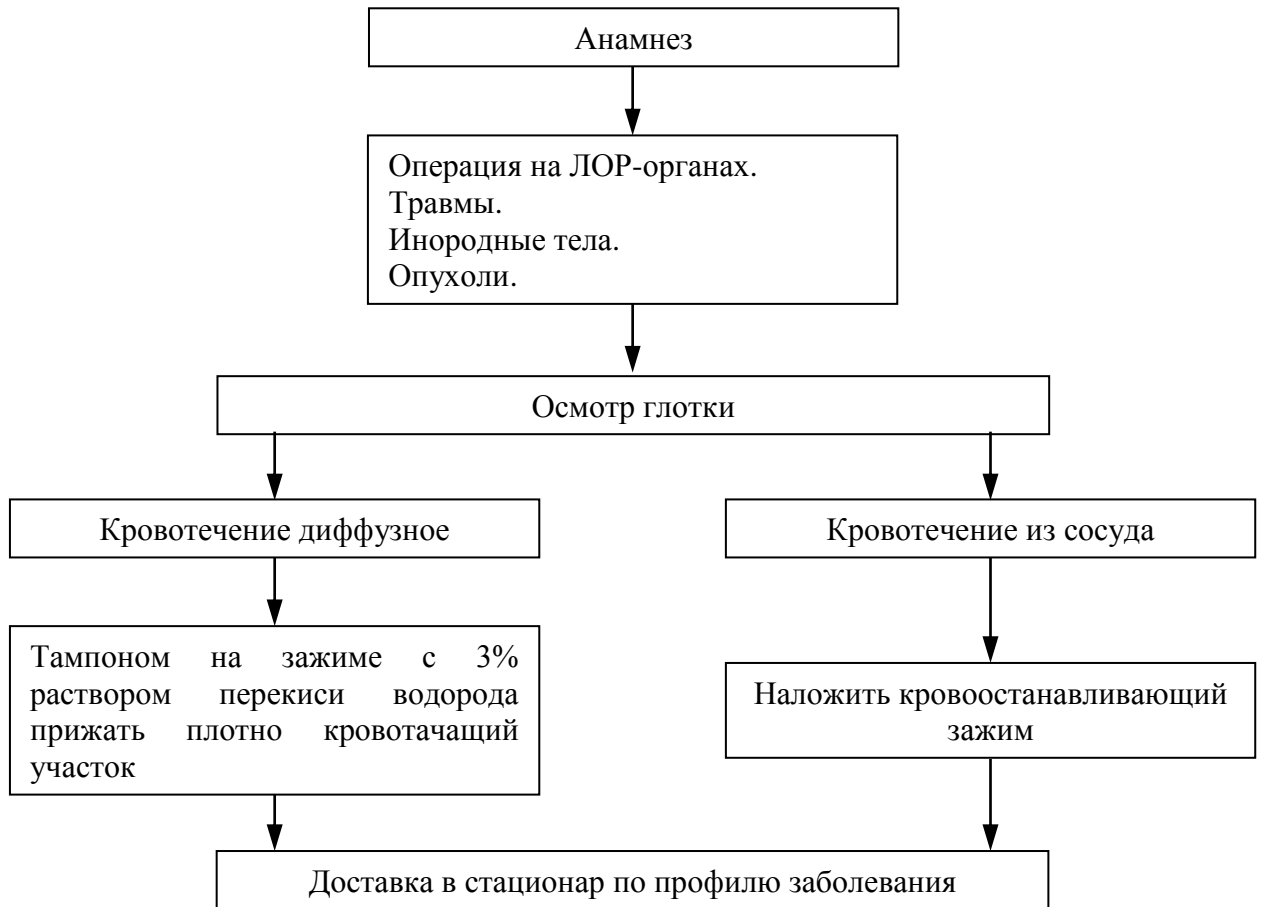 Анамнез
Операция на ЛОР-органах.
Травмы.
Инородные тела.
Опухоли.
Осмотр глотки
Кровотечение диффузное
Кровотечение из сосуда
Тампоном на зажиме с 3%
раствором перекиси водорода
прижать плотно кровотачащий
участок
Наложить кровоостанавливающий
зажим
Доставка в стационар по профилю заболевания